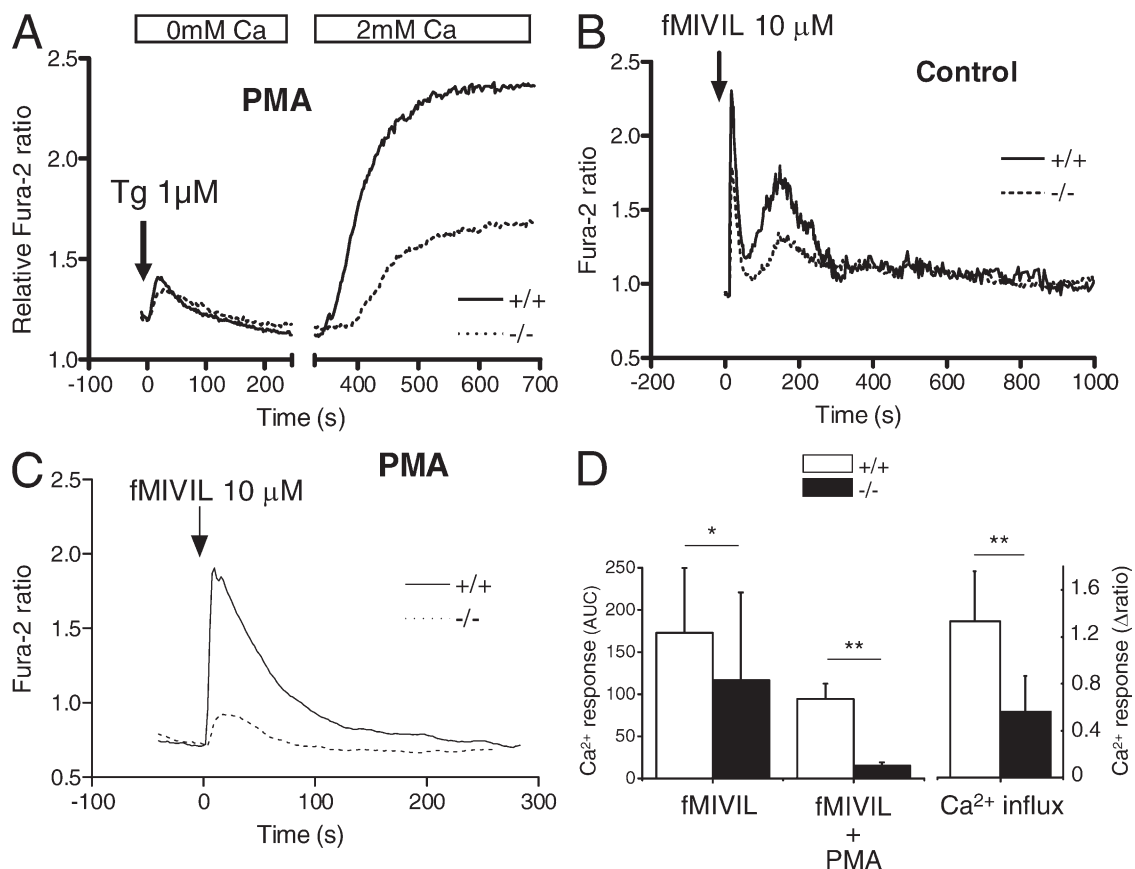 A
0mM Ca 2mM Ca
2.5
2.0
1.5
1.0
Relative Fura-2 ratio
PMA
Tg 1µM
+/+
-/-
-100 0 100 200 400 500 600 700
Time (s)
B
fMIVIL 10 µM
Control
2.5
2.0
1.5
1.0
0.5
Fura-2 ratio
+/+
-/-
-200 0 200 400 600 800 1000
Time (s)
C
PMA
fMIVIL 10 µM
2.5
2.0
1.5
1.0
0.5
Fura-2 ratio
+/+
-/-
-100 0 100 200 300
Time (s)
D
+/+
-/-
* ** **
250
200
150
100
50
0
Ca²⁺ response (AUC)
1.6
1.2
0.8
0.4
0
Ca²⁺ response (Δratio)
fMIVIL
fMIVIL
+
PMA
Ca²⁺ influx